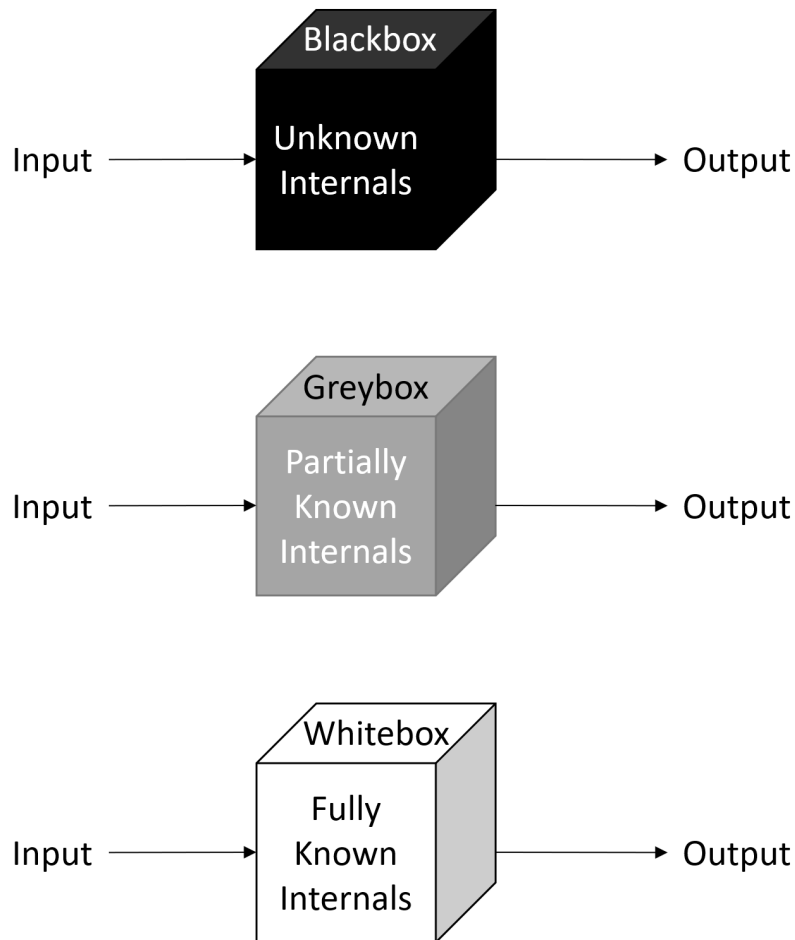 Blackbox
Input
Unknown
Internals
Output
Greybox
Input
Partially
Known
Internals
Output
Whitebox
Input
Fully
Known
Internals
Output